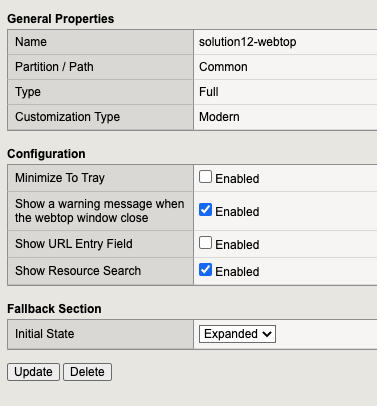 General Properties
Name solution12-webtop
Partition / Path Common
Type Full
Customization Type Modern
Configuration
Minimize To Tray Enabled
Show a warning message when
the webtop window close Enabled
Show URL Entry Field Enabled
Show Resource Search Enabled
Fallback Section
Initial State Expanded
Update Delete